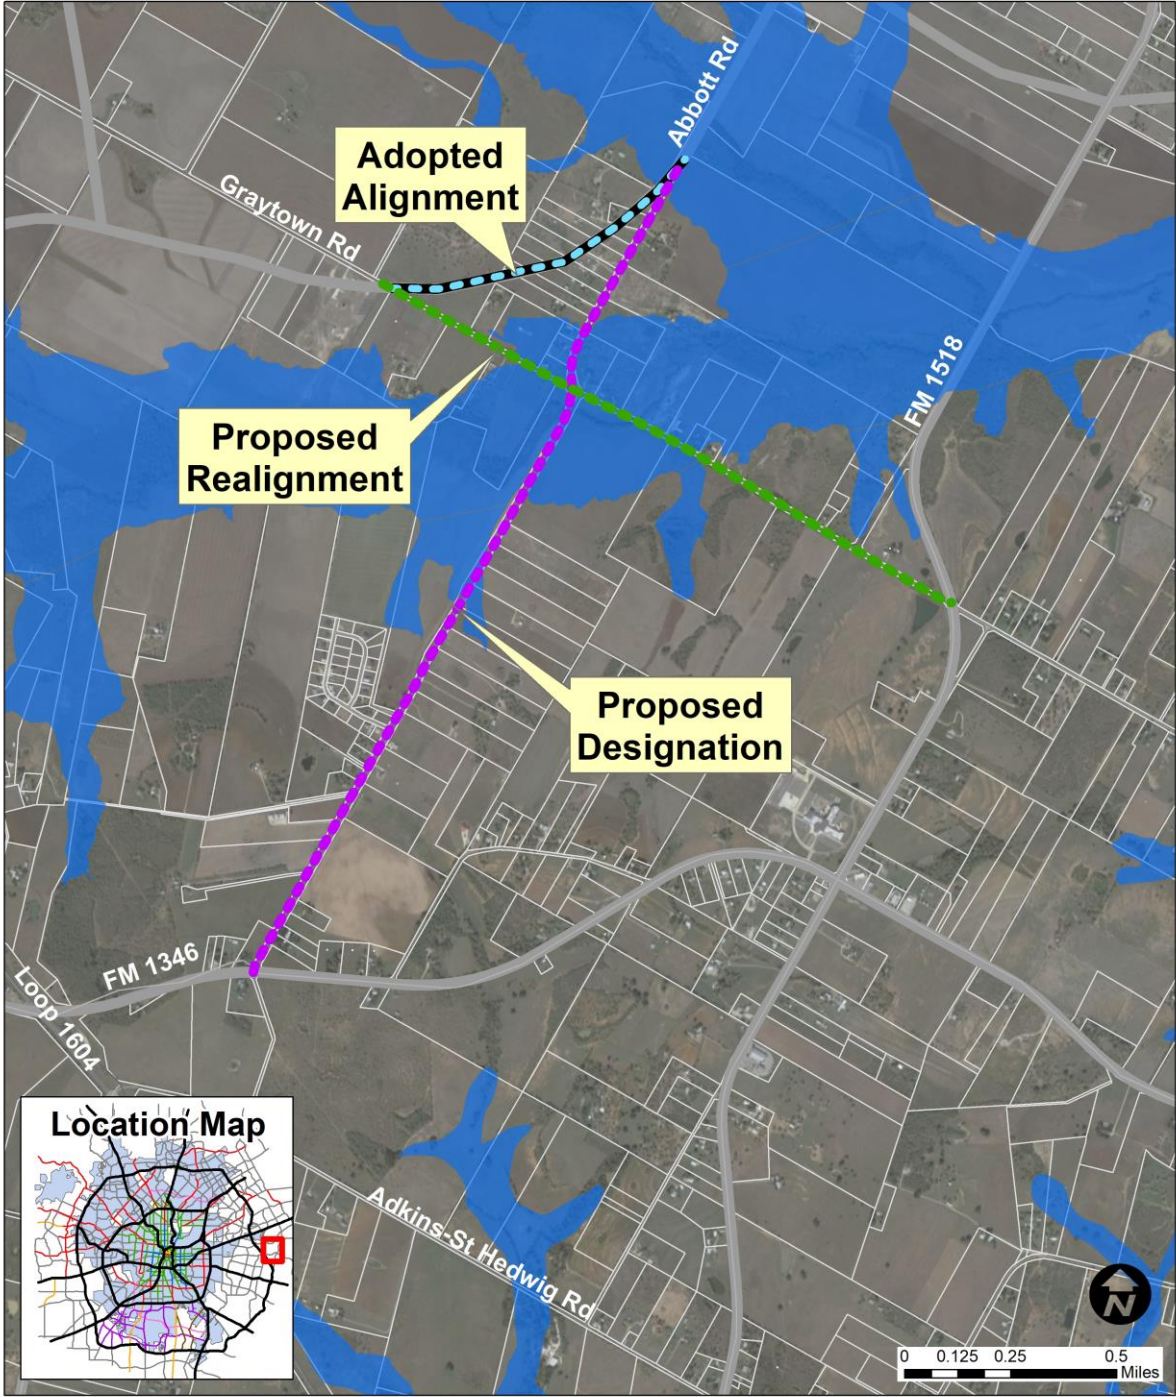 Abbott Rd
Adopted
Alignment
Graytown Rd
FM 1518
Proposed
Realignment
Proposed
Designation
FM 1346
Loop 1604
Location Map
Adkins-St Hedwig Rd
N
0 0.125 0.25 0.5
Miles